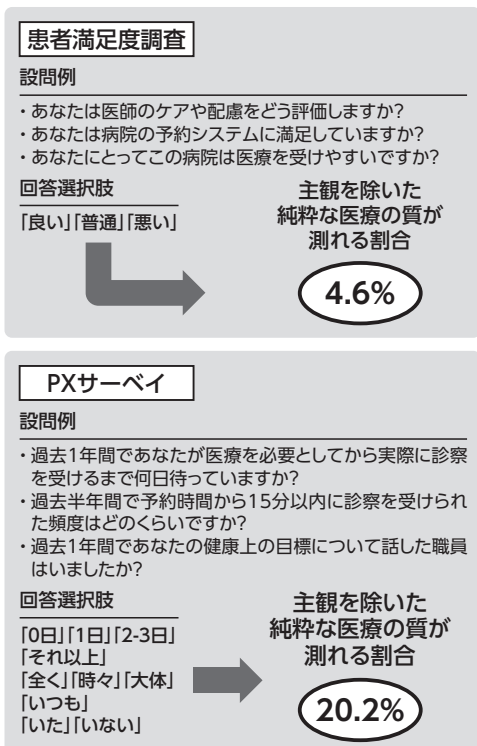 患者満足度調査
設問例
・あなたは医師のケアや配慮をどう評価しますか?
・あなたは病院の予約システムに満足していますか?
・あなたにとってこの病院は医療を受けやすいですか?
回答選択肢
「良い」「普通」「悪い」
主観を除いた
純粋な医療の質が
測れる割合
4.6%
PXサーベイ
設問例
・過去1年間であなたが医療を必要としてから実際に診察
を受けるまで何日待っていますか?
・過去半年間で予約時間から15分以内に診察を受けられ
た頻度はどのくらいですか?
・過去1年間であなたの健康上の目標について話した職員
はいましたか?
回答選択肢
「0日」「1日」「2-3日」
「それ以上」
「全く」「時々」「大体」
「いつも」
「いた」「いない」
主観を除いた
純粋な医療の質が
測れる割合
20.2%